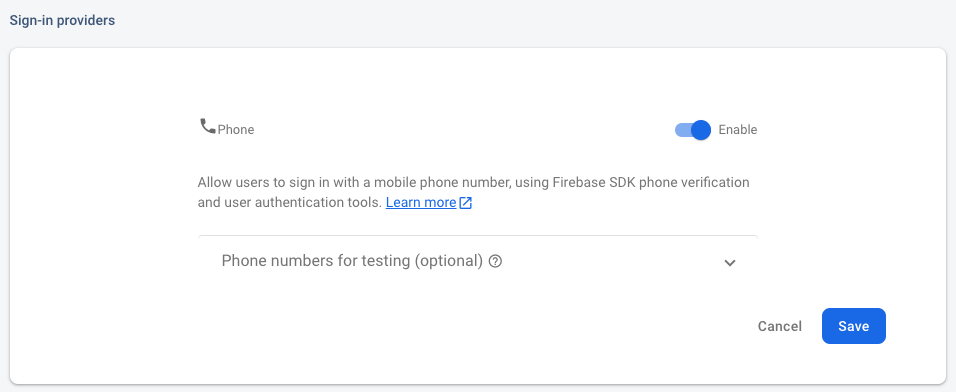 Sign-in providers
Phone
Enable
Allow users to sign in with a mobile phone number, using Firebase SDK phone verification
and user authentication tools. Learn more
Phone numbers for testing (optional)
Cancel
Save